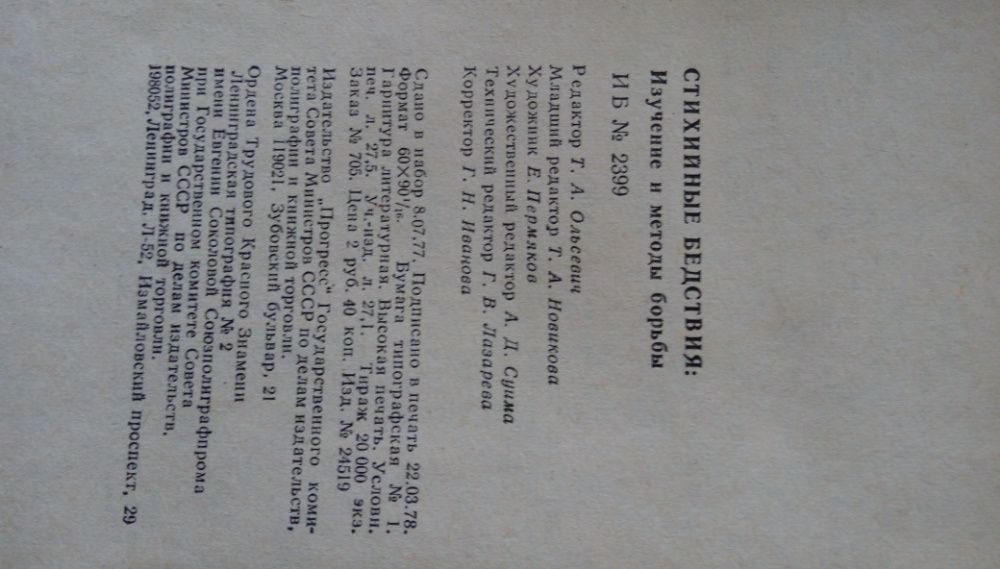 СТИХИЙНЫЕ БЕДСТВИЯ:
Изучение и методы борьбы
ИБ № 2399
Редактор Т. А. Ольевич
Младший редактор Т. А. Новикова
Художник Е. Пермяков
Художественный редактор А. Д. Суима
Технический редактор Г. В. Лазарева
Корректор Г. Н. Иванова
Сдано в набор 8.07.77. Подписано в печать 22.03.78.
Формат 60×90¹/₁₆. Бумага типографская № 1.
Гарнитура литературная. Высокая печать. Условн.
печ. л. 27,5. Уч.-изд. л. 27,1. Тираж 20 000 экз.
Заказ № 705. Цена 2 руб. 40 коп. Изд. № 24519
Издательство „Прогресс“ Государственного коми-
тета Совета Министров СССР по делам издательств,
полиграфии и книжной торговли.
Москва 119021, Зубовский бульвар, 21
Ордена Трудового Красного Знамени
Ленинградская типография № 2
имени Евгении Соколовой Союзполиграфпрома
при Государственном комитете Совета
Министров СССР по делам издательств,
полиграфии и книжной торговли.
198052, Ленинград, Л-52, Измайловский проспект, 29